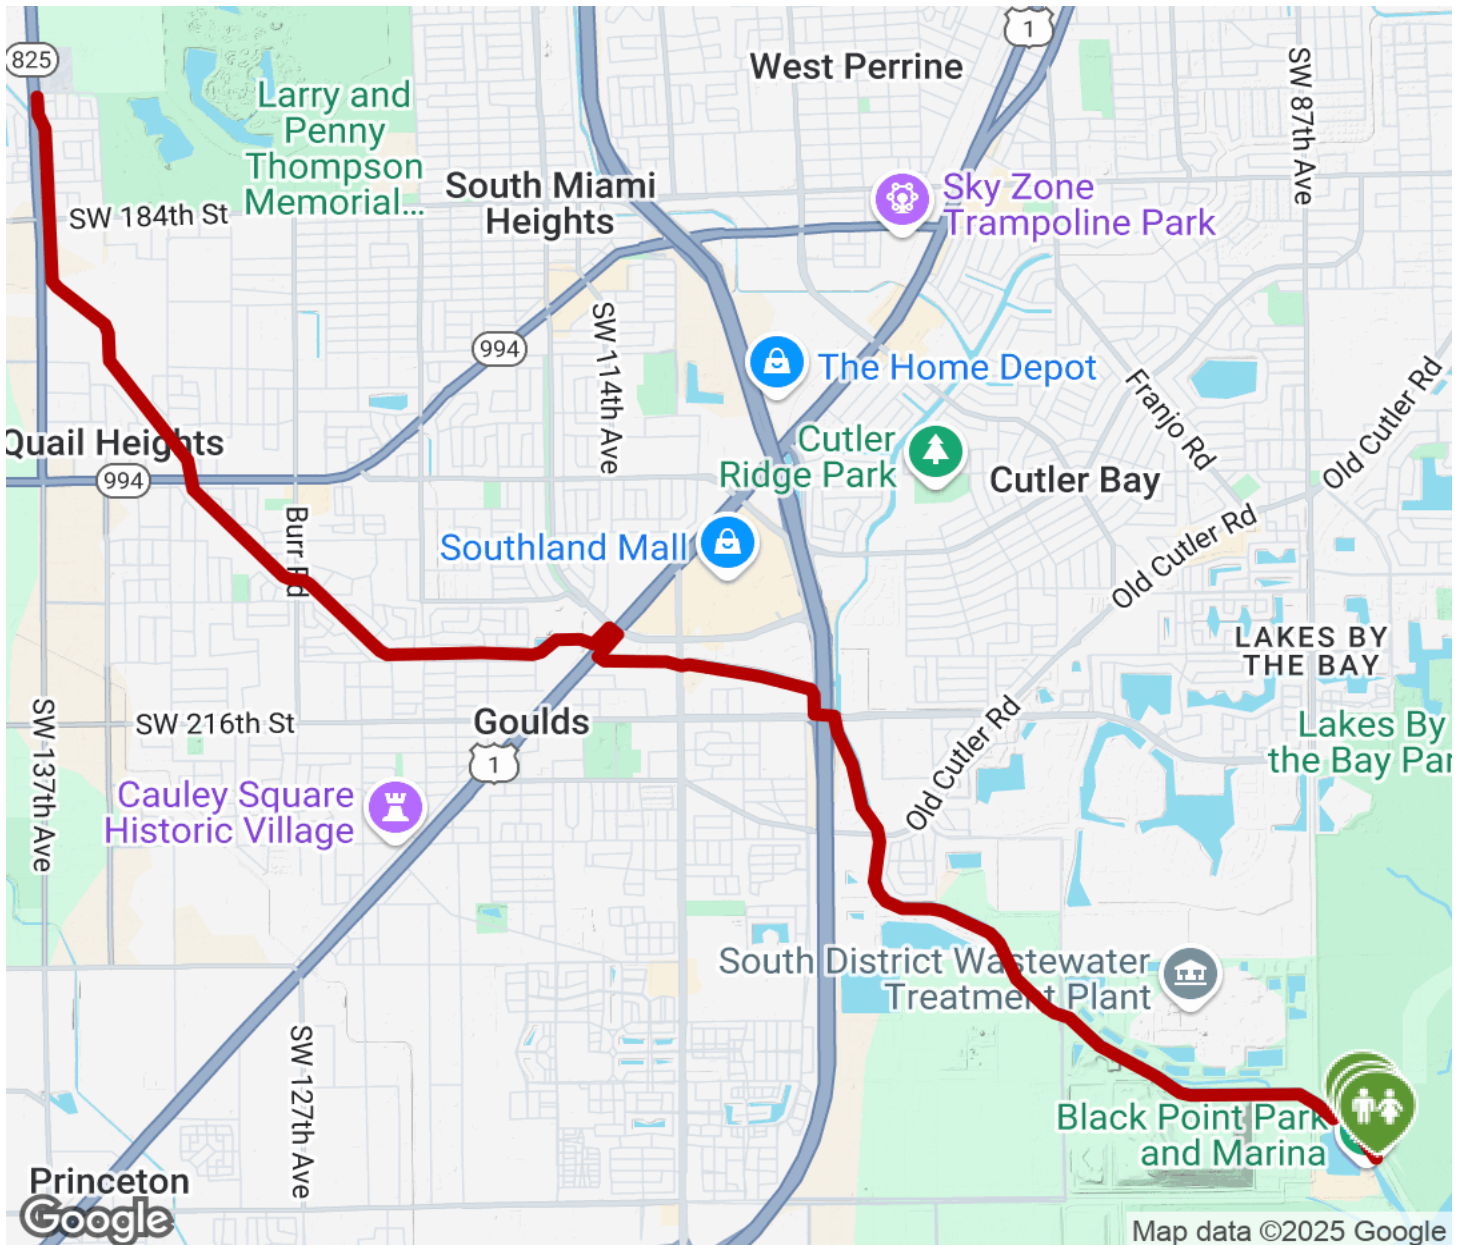 1
825
West Perrine
SW 87th Ave
Larry and
Penny
Thompson
Memorial...
South Miami
Heights
Sky Zone
Trampoline Park
SW 184th St
SW 114th Ave
994
The Home Depot
Franjo Rd
Old Cutler Rd
Quail Heights
Cutler
Ridge Park
Cutler Bay
994
Burr Rd
Southland Mall
Old Cutler Rd
LAKES BY
THE BAY
SW 137th Ave
SW 216th St
Goulds
Old Cutler Rd
Lakes By
the Bay Par
1
Cauley Square
Historic Village
South District Wastewater
Treatment Plant
SW 127th Ave
Black Point Park
and Marina
Princeton
Google
Map data ©2025 Google